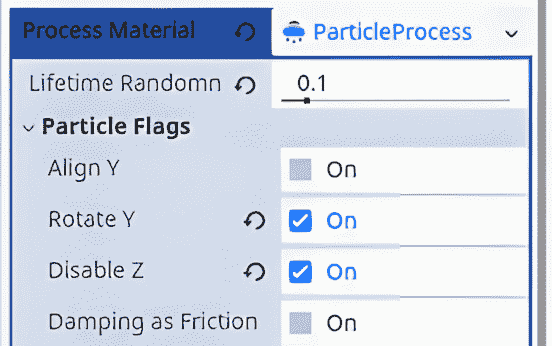 Process Material ParticleProcess
Lifetime Randomn 0.1
Particle Flags
Align Y On
Rotate Y On
Disable Z On
Damping as Friction On